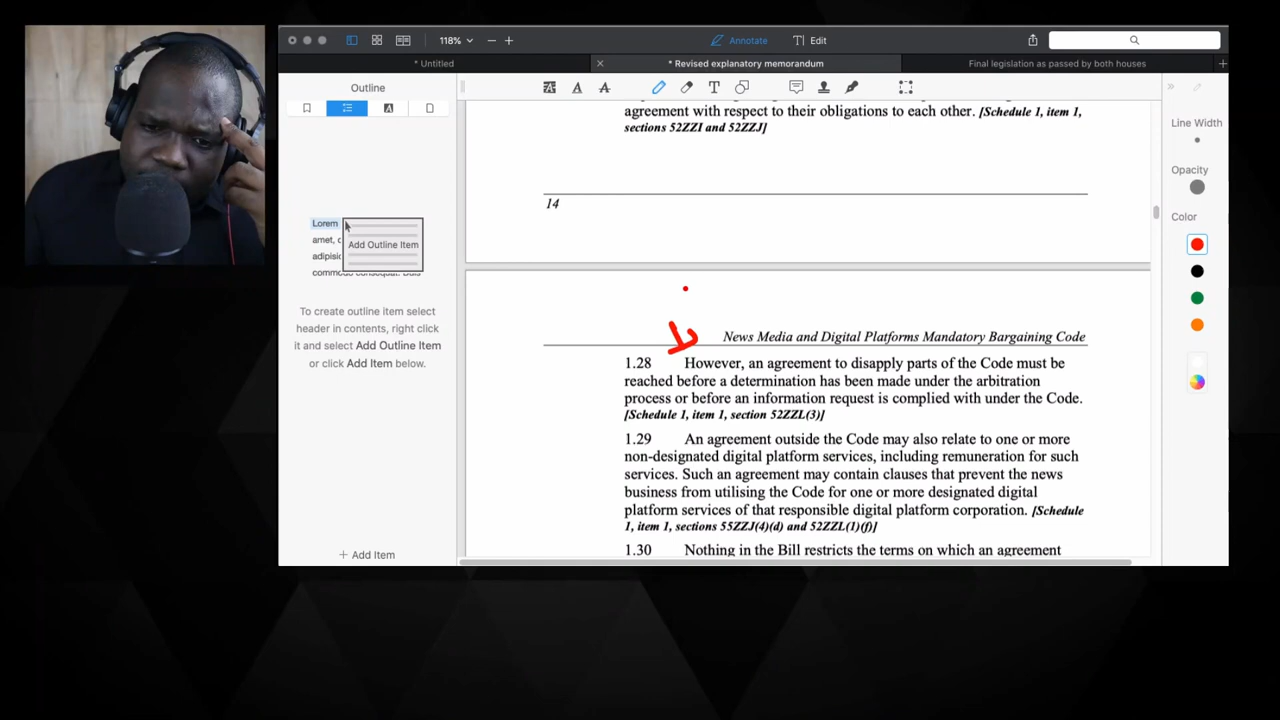 118%
Annotate
Edit
* Untitled
* Revised explanatory memorandum
Final legislation as passed by both houses
Outline
Lorem
amet, c
adipisic
Add Outline Item
To create outline item select
header in contents, right click
it and select Add Outline Item
or click Add Item below.
+ Add Item
agreement with respect to their obligations to each other. [Schedule 1, item 1,
sections 52ZZI and 52ZZJ]
14
News Media and Digital Platforms Mandatory Bargaining Code
1.28 However, an agreement to disapply parts of the Code must be
reached before a determination has been made under the arbitration
process or before an information request is complied with under the Code.
[Schedule 1, item 1, section 52ZZL(3)]
1.29 An agreement outside the Code may also relate to one or more
non-designated digital platform services, including remuneration for such
services. Such an agreement may contain clauses that prevent the news
business from utilising the Code for one or more designated digital
platform services of that responsible digital platform corporation. [Schedule
1, item 1, sections 55ZZJ(4)(d) and 52ZZL(1)(f)]
1.30 Nothing in the Bill restricts the terms on which an agreement
Line Width
Opacity
Color